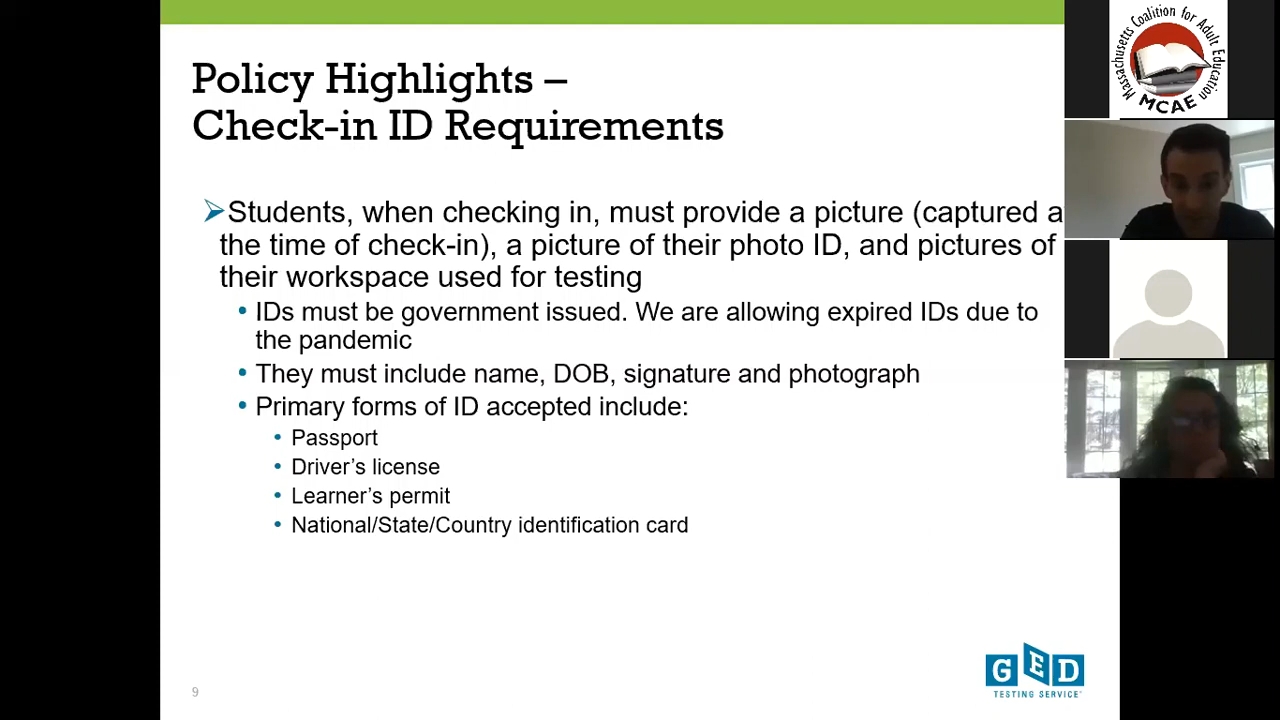 Policy Highlights –
Check-in ID Requirements
Students, when checking in, must provide a picture (captured a
the time of check-in), a picture of their photo ID, and pictures of
their workspace used for testing
• IDs must be government issued. We are allowing expired IDs due to
the pandemic
• They must include name, DOB, signature and photograph
• Primary forms of ID accepted include:
• Passport
• Driver’s license
• Learner’s permit
• National/State/Country identification card
9
GED
TESTING SERVICE
Massachusetts Coalition for Adult Education
MCAE